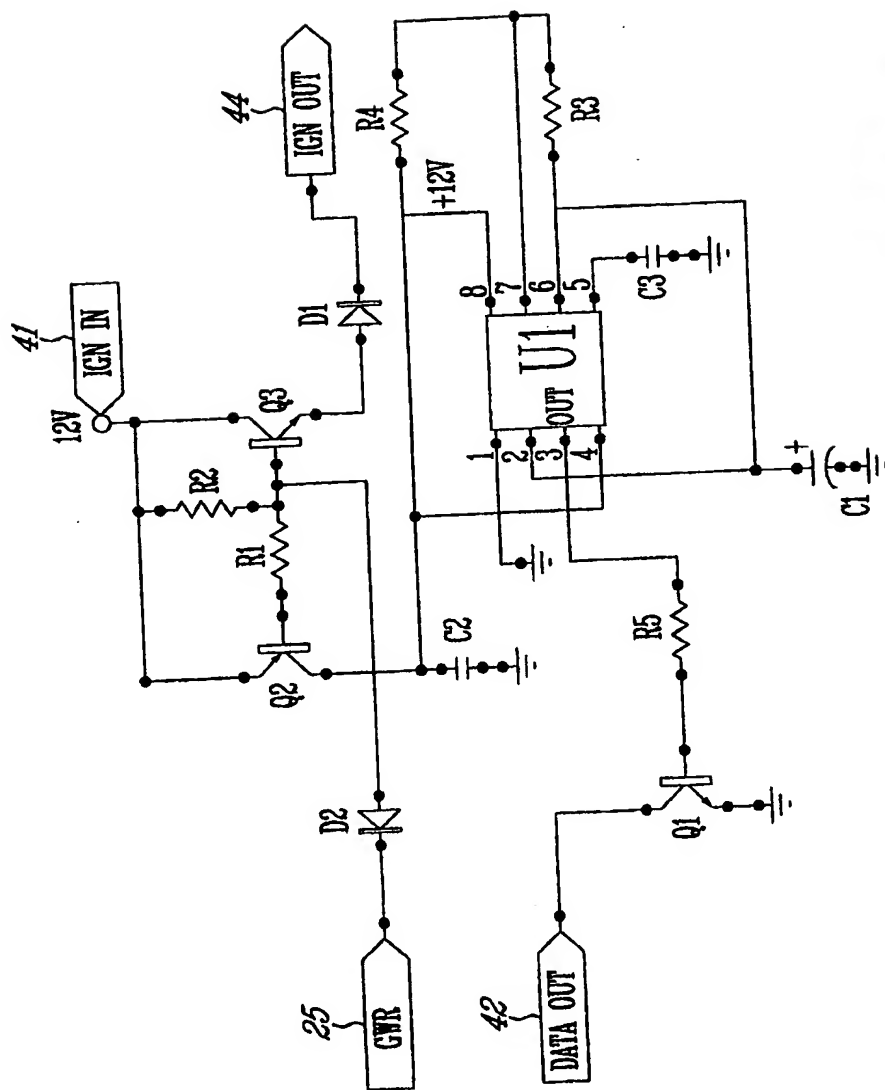 41
IGN IN
12V
44
IGN OUT
R2
Q3
D1
R1
R4
Q2
+12V
C2
D2
25
GWR
8
7
6
5
U1
OUT
1
2
3
4
R3
C3
+
C1
R5
42
DATA OUT
Q1